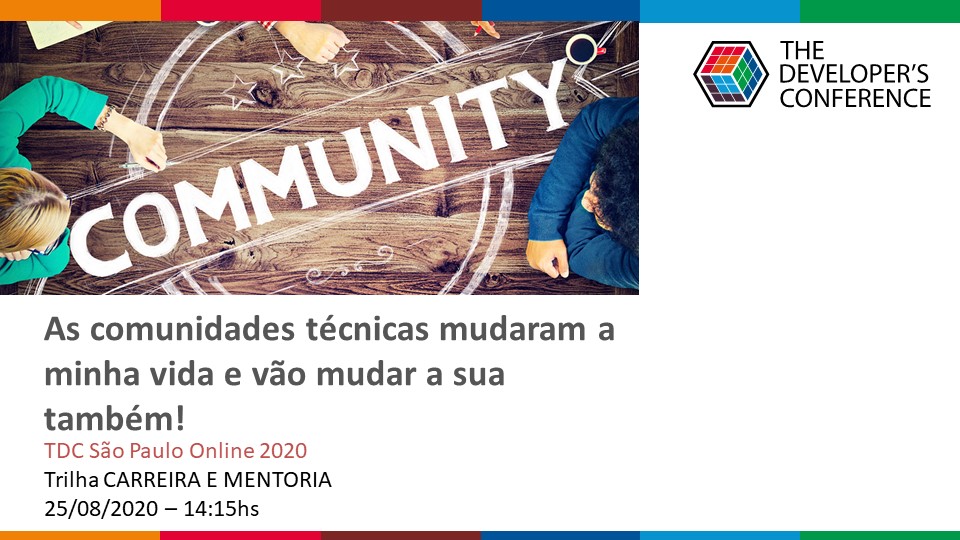 COMMUNITY
THE
DEVELOPER'S
CONFERENCE
As comunidades técnicas mudaram a
minha vida e vão mudar a sua
também!
TDC São Paulo Online 2020
Trilha CARREIRA E MENTORIA
25/08/2020 – 14:15hs